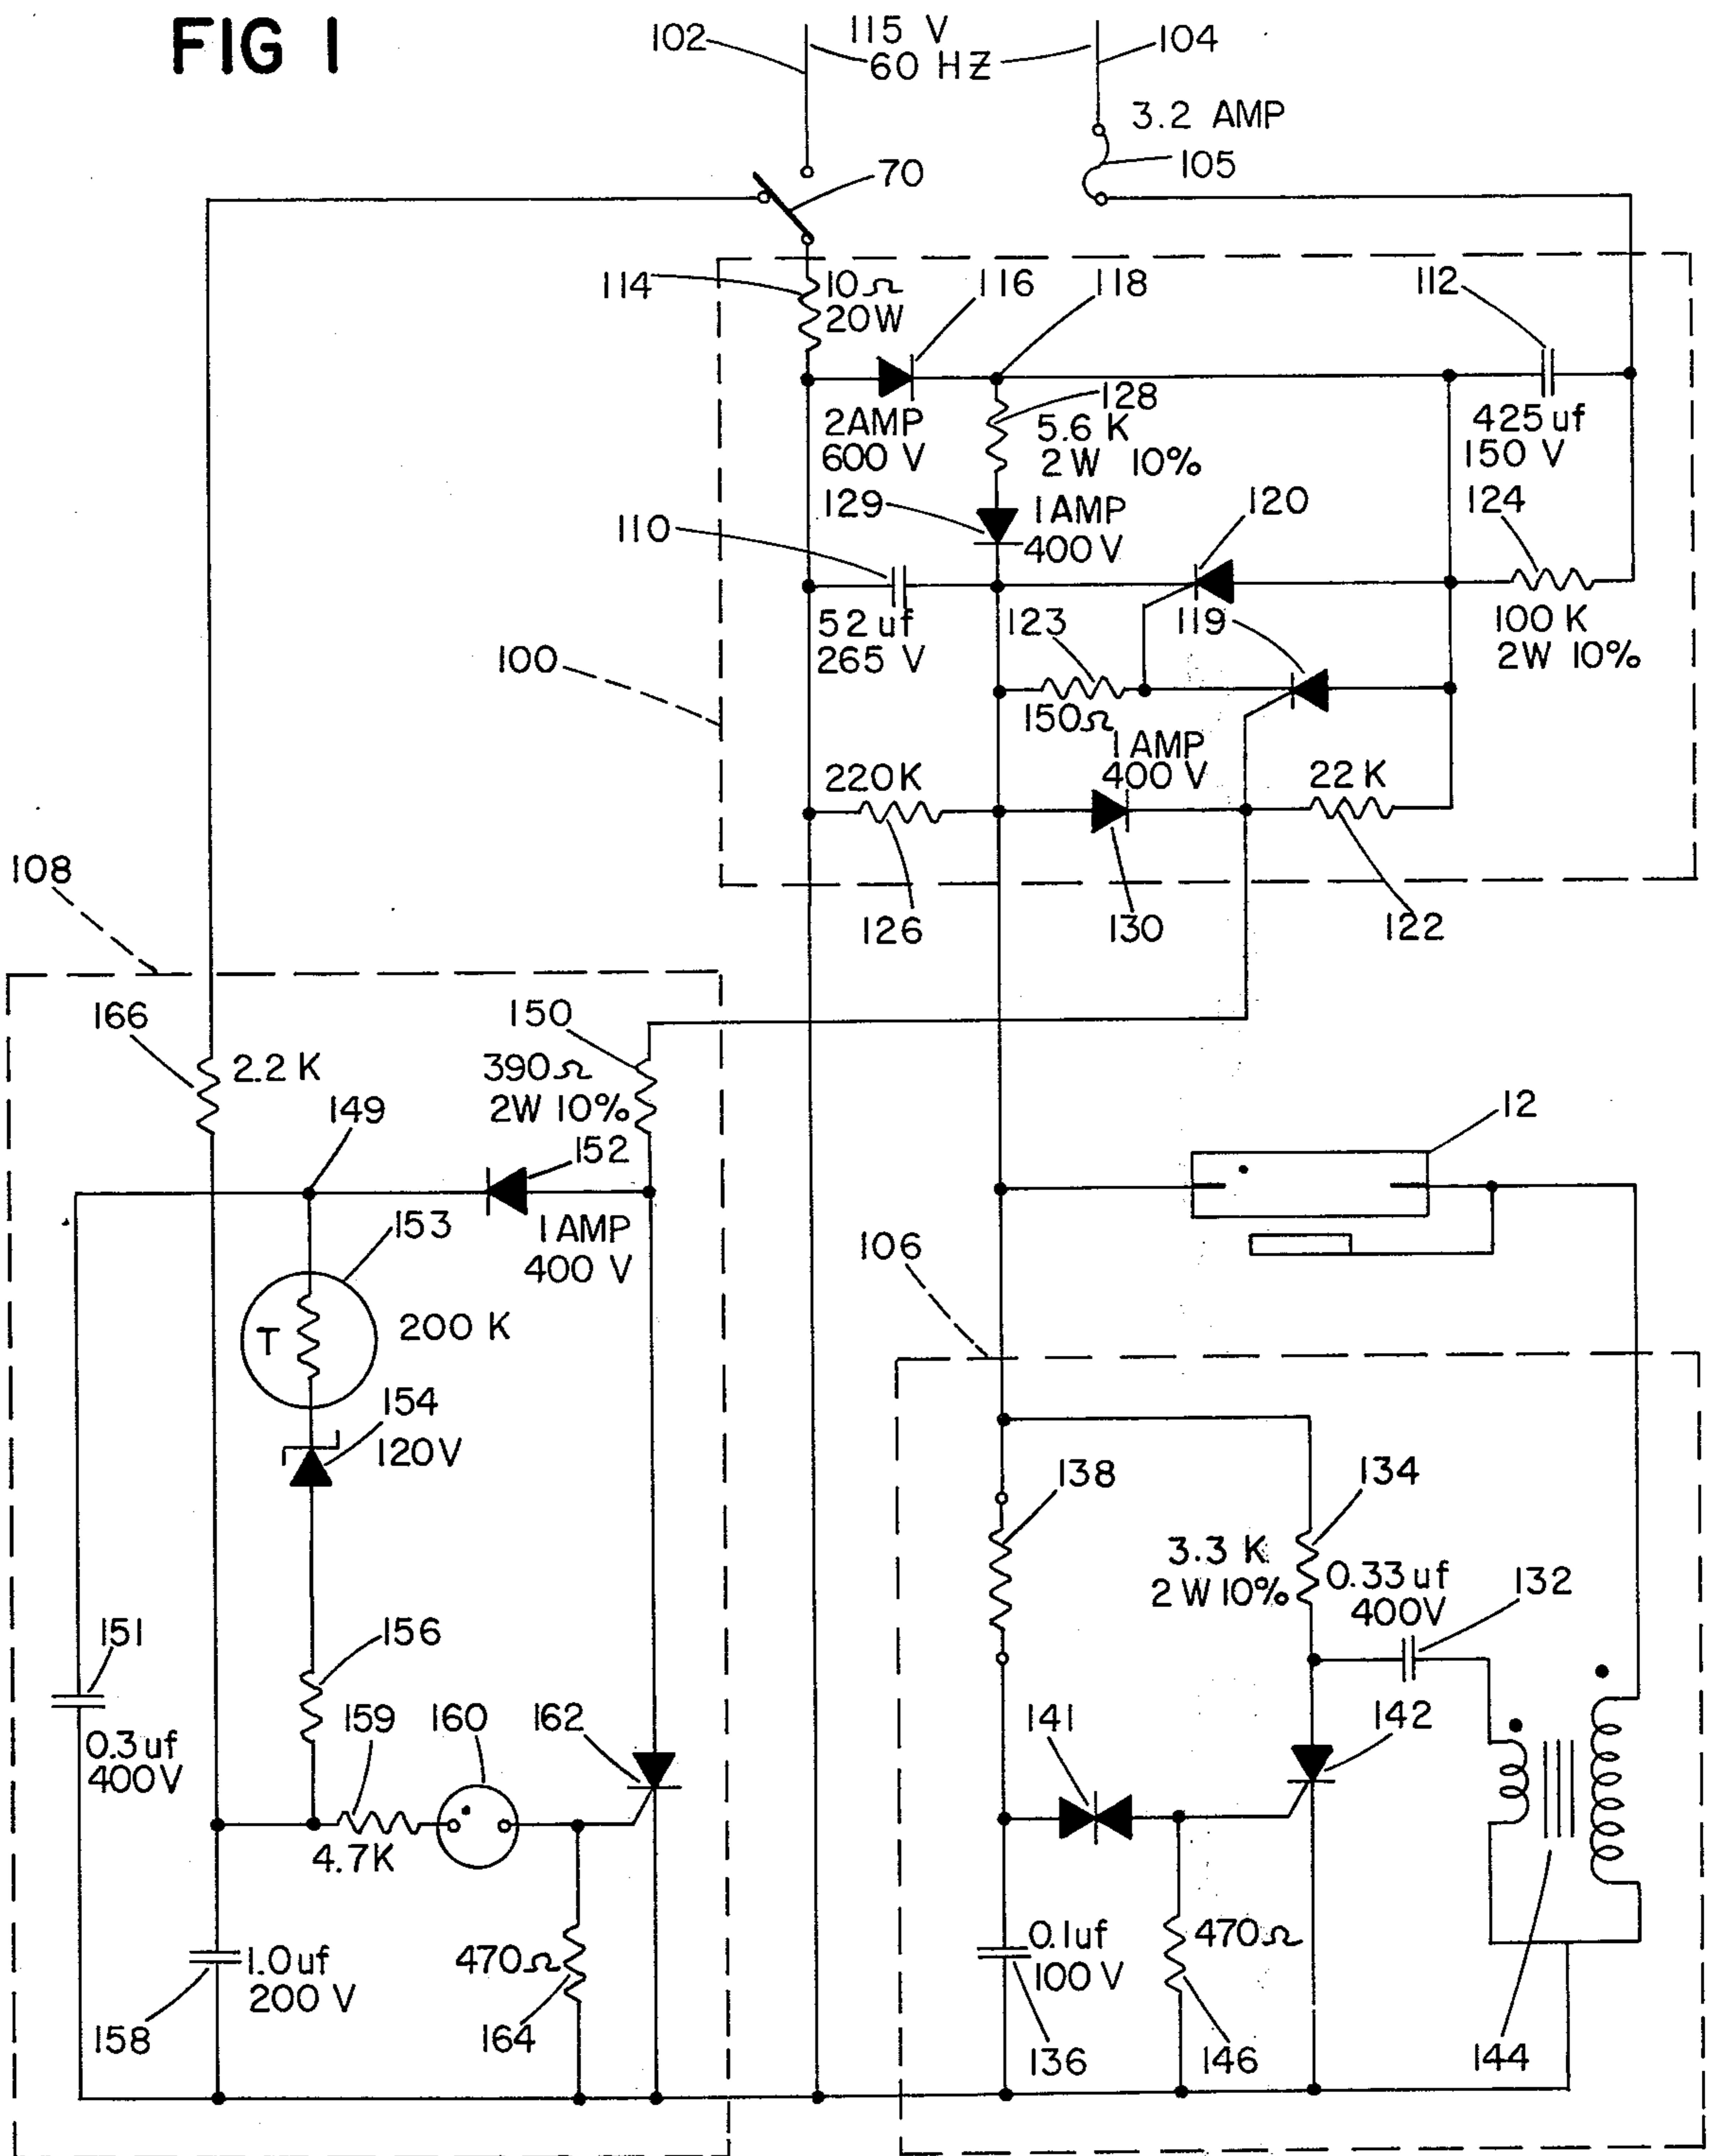 FIG 1
102
115 V
60 HZ
104
3.2 AMP
105
70
114
10Ω
20W
116
118
112
128
2AMP
600 V
5.6 K
2W 10%
425 uf
150 V
129
1 AMP
400 V
120
124
110
52 uf
265 V
123
119
100 K
2W 10%
100
150Ω
1 AMP
400 V
220K
22 K
108
126
130
122
166
2.2 K
150
390Ω
2W 10%
149
152
12
1 AMP
400 V
153
106
T
200 K
154
120V
138
134
3.3 K
2 W 10%
0.33 uf
400V
132
151
156
159
160
162
141
142
0.3 uf
400V
4.7K
1.0 uf
200 V
470Ω
0.1uf
100 V
470Ω
158
164
136
146
144